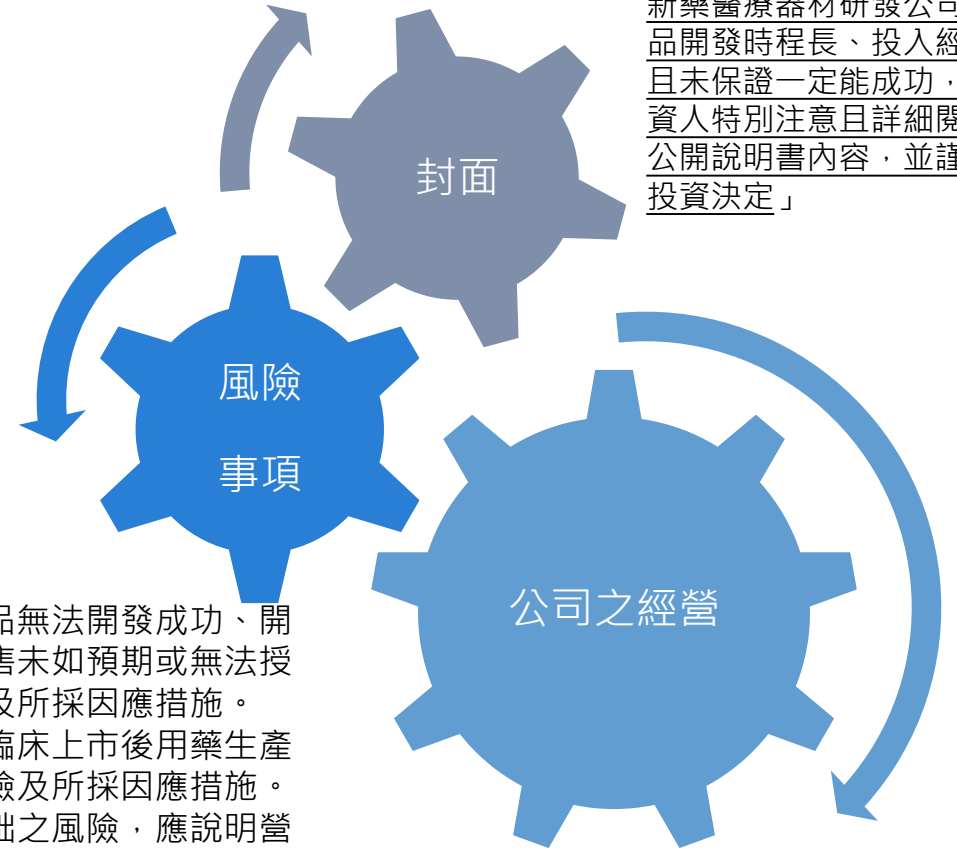 新藥醫療器材研發公司
品開發時程長、投入經
且未保證一定能成功，
資人特別注意且詳細閱
公開說明書內容，並謹
投資決定」
封面
風險
事項
公司之經營
品無法開發成功、開
售未如預期或無法授
及所採因應措施。
臨床上市後用藥生產
險及所採因應措施。
之風險，應說明營